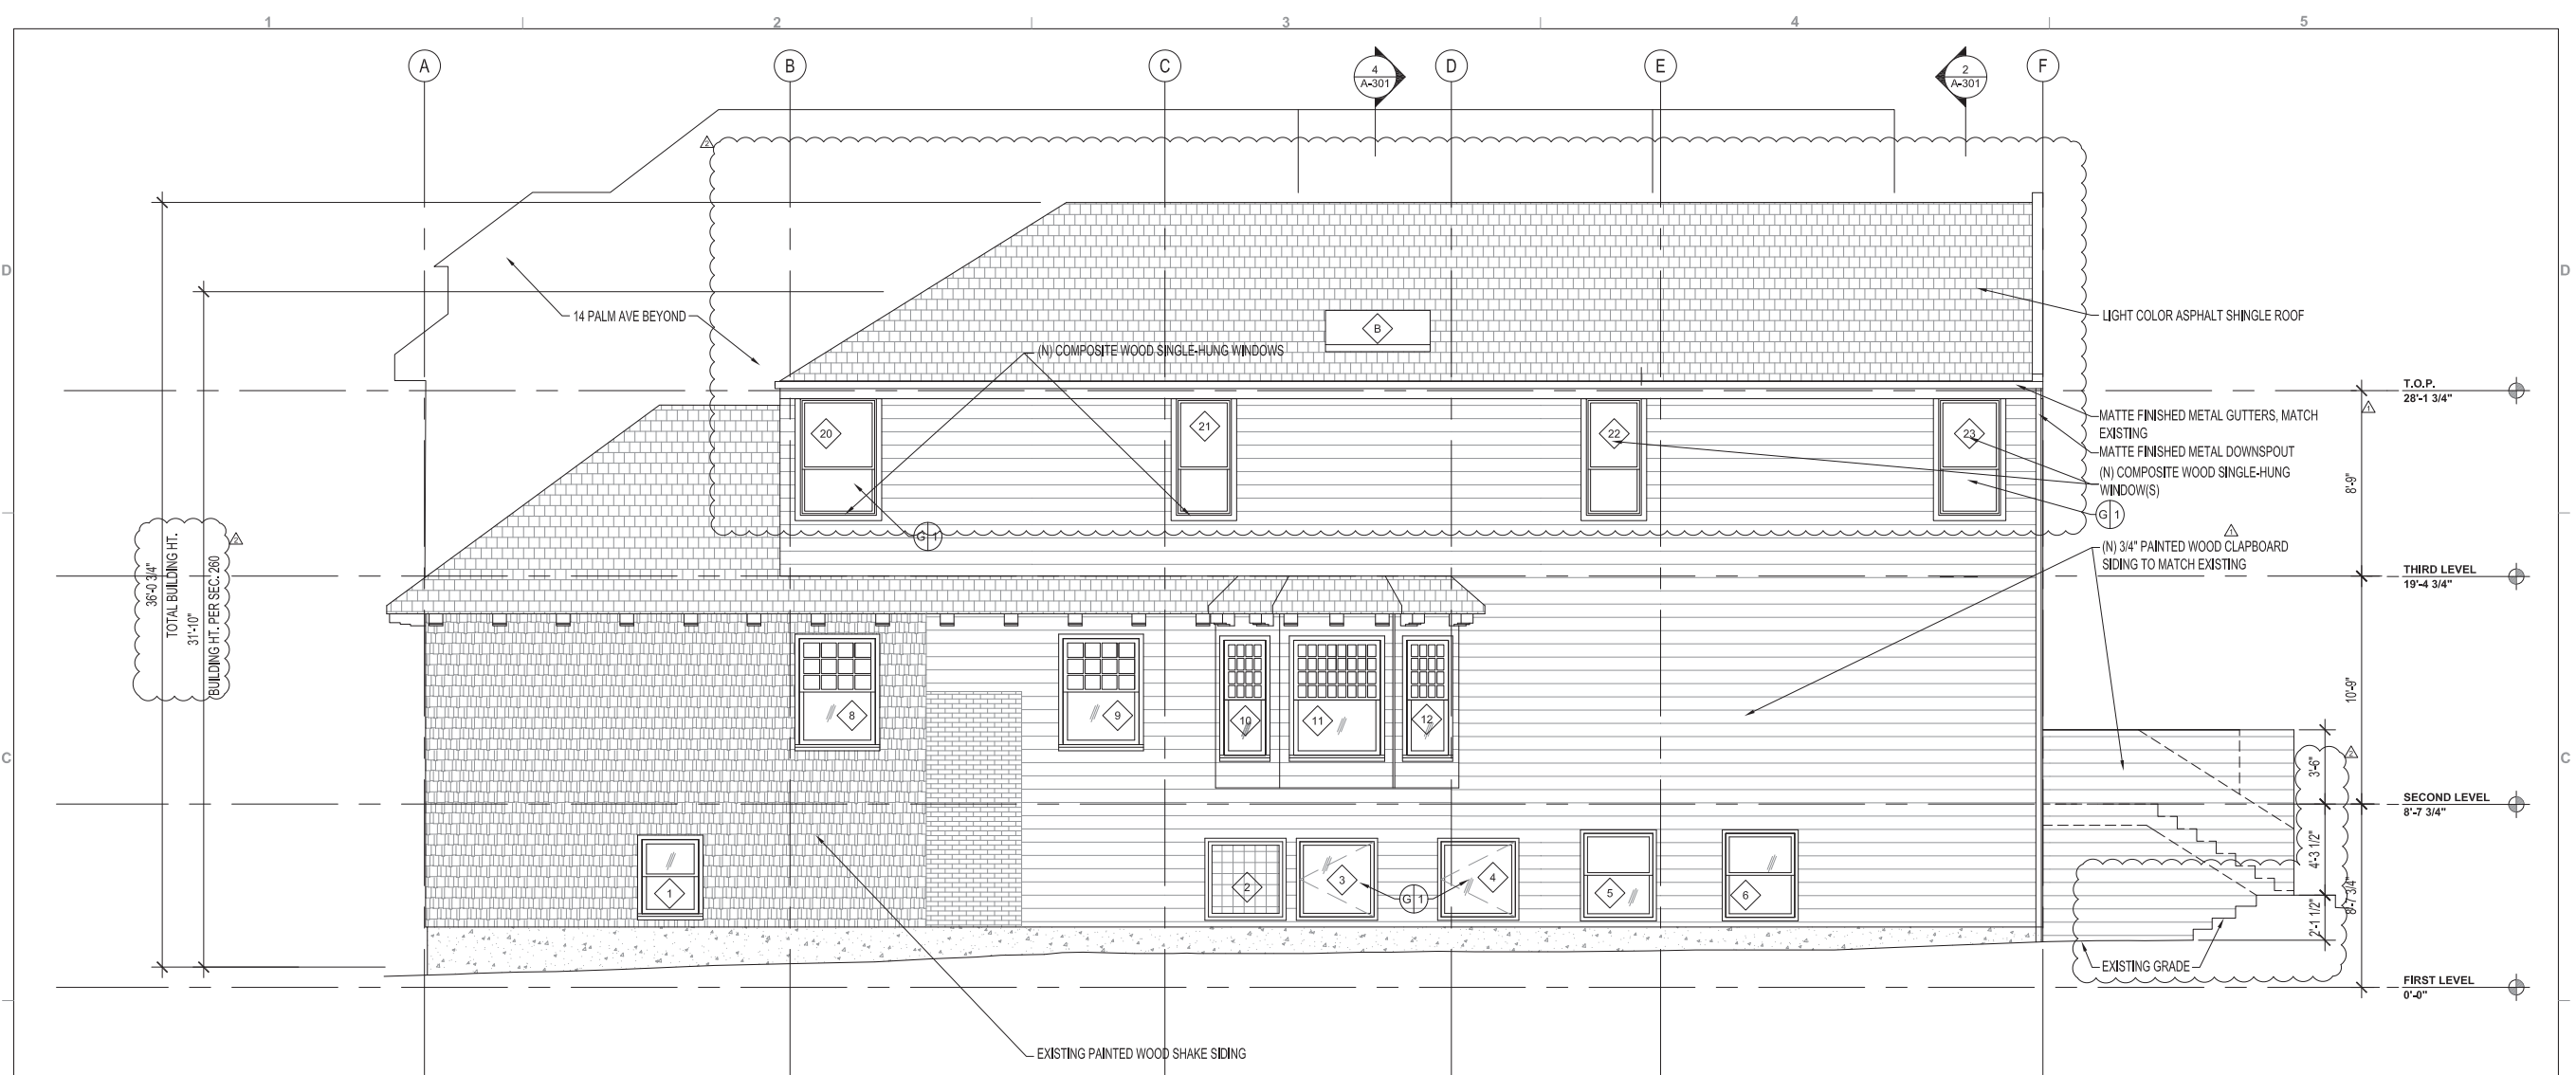 1
2
3
4
5
A
B
C
4
A-301
D
E
2
A-301
F
2
D
D
14 PALM AVE BEYOND
LIGHT COLOR ASPHALT SHINGLE ROOF
B
(N) COMPOSITE WOOD SINGLE-HUNG WINDOWS
T.O.P.
28'-1 3/4"
1
MATTE FINISHED METAL GUTTERS, MATCH
EXISTING
MATTE FINISHED METAL DOWNSPOUT
(N) COMPOSITE WOOD SINGLE-HUNG
WINDOW(S)
20
21
22
23
8'-9"
G 1
G 1
2
1
(N) 3/4" PAINTED WOOD CLAPBOARD
SIDING TO MATCH EXISTING
36'-0 3/4"
TOTAL BUILDING HT.
31'-10"
BUILDING HT. PER SEC. 260
THIRD LEVEL
19'-4 3/4"
8
9
10
11
12
10'-9"
C
C
2
3'-6"
SECOND LEVEL
8'-7 3/4"
4'-3 1/2"
8'-7 3/4"
2'-1 1/2"
1
2
3
4
G 1
5
6
EXISTING GRADE
FIRST LEVEL
0'-0"
EXISTING PAINTED WOOD SHAKE SIDING